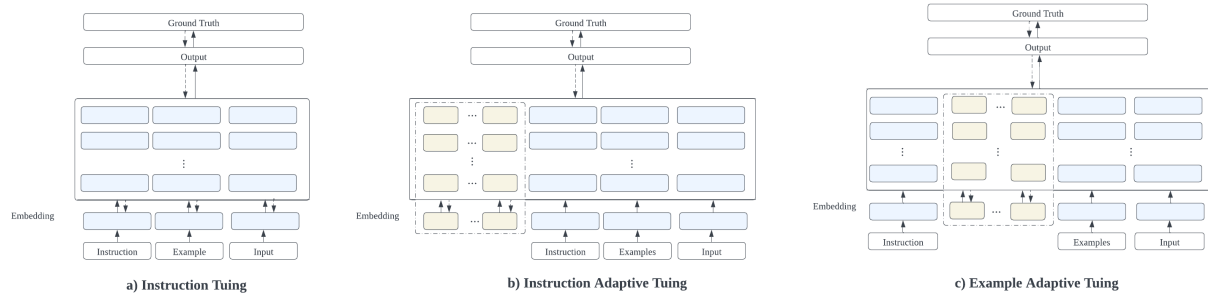 Ground Truth
Output
Embedding
Instruction
Example
Input
a) Instruction Tuing
Ground Truth
Output
...
...
...
Embedding
...
Instruction
Examples
Input
b) Instruction Adaptive Tuing
Ground Truth
Output
...
Embedding
...
Instruction
Examples
Input
c) Example Adaptive Tuing